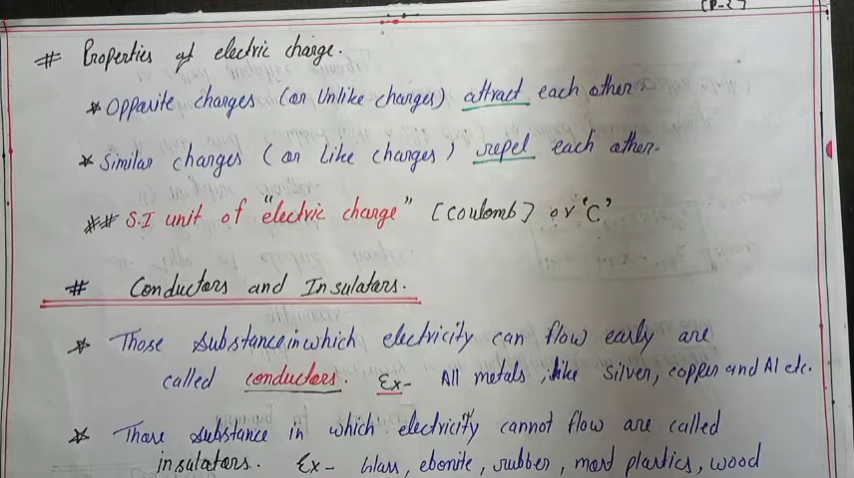 [P-2]
# Properties of electric charge.
* Opposite charges (or Unlike charges) attract each other
* Similar charges (or Like charges) repel each other.
## S.I unit of "electric charge" [coulomb] or 'C'
# Conductors and Insulators.
* Those substance in which electricity can flow early are
called conductors. Ex- All metals, like silver, copper and Al etc.
* Those substance in which electricity cannot flow are called
insulators. Ex- Glass, ebonite, rubber, most plastics, wood